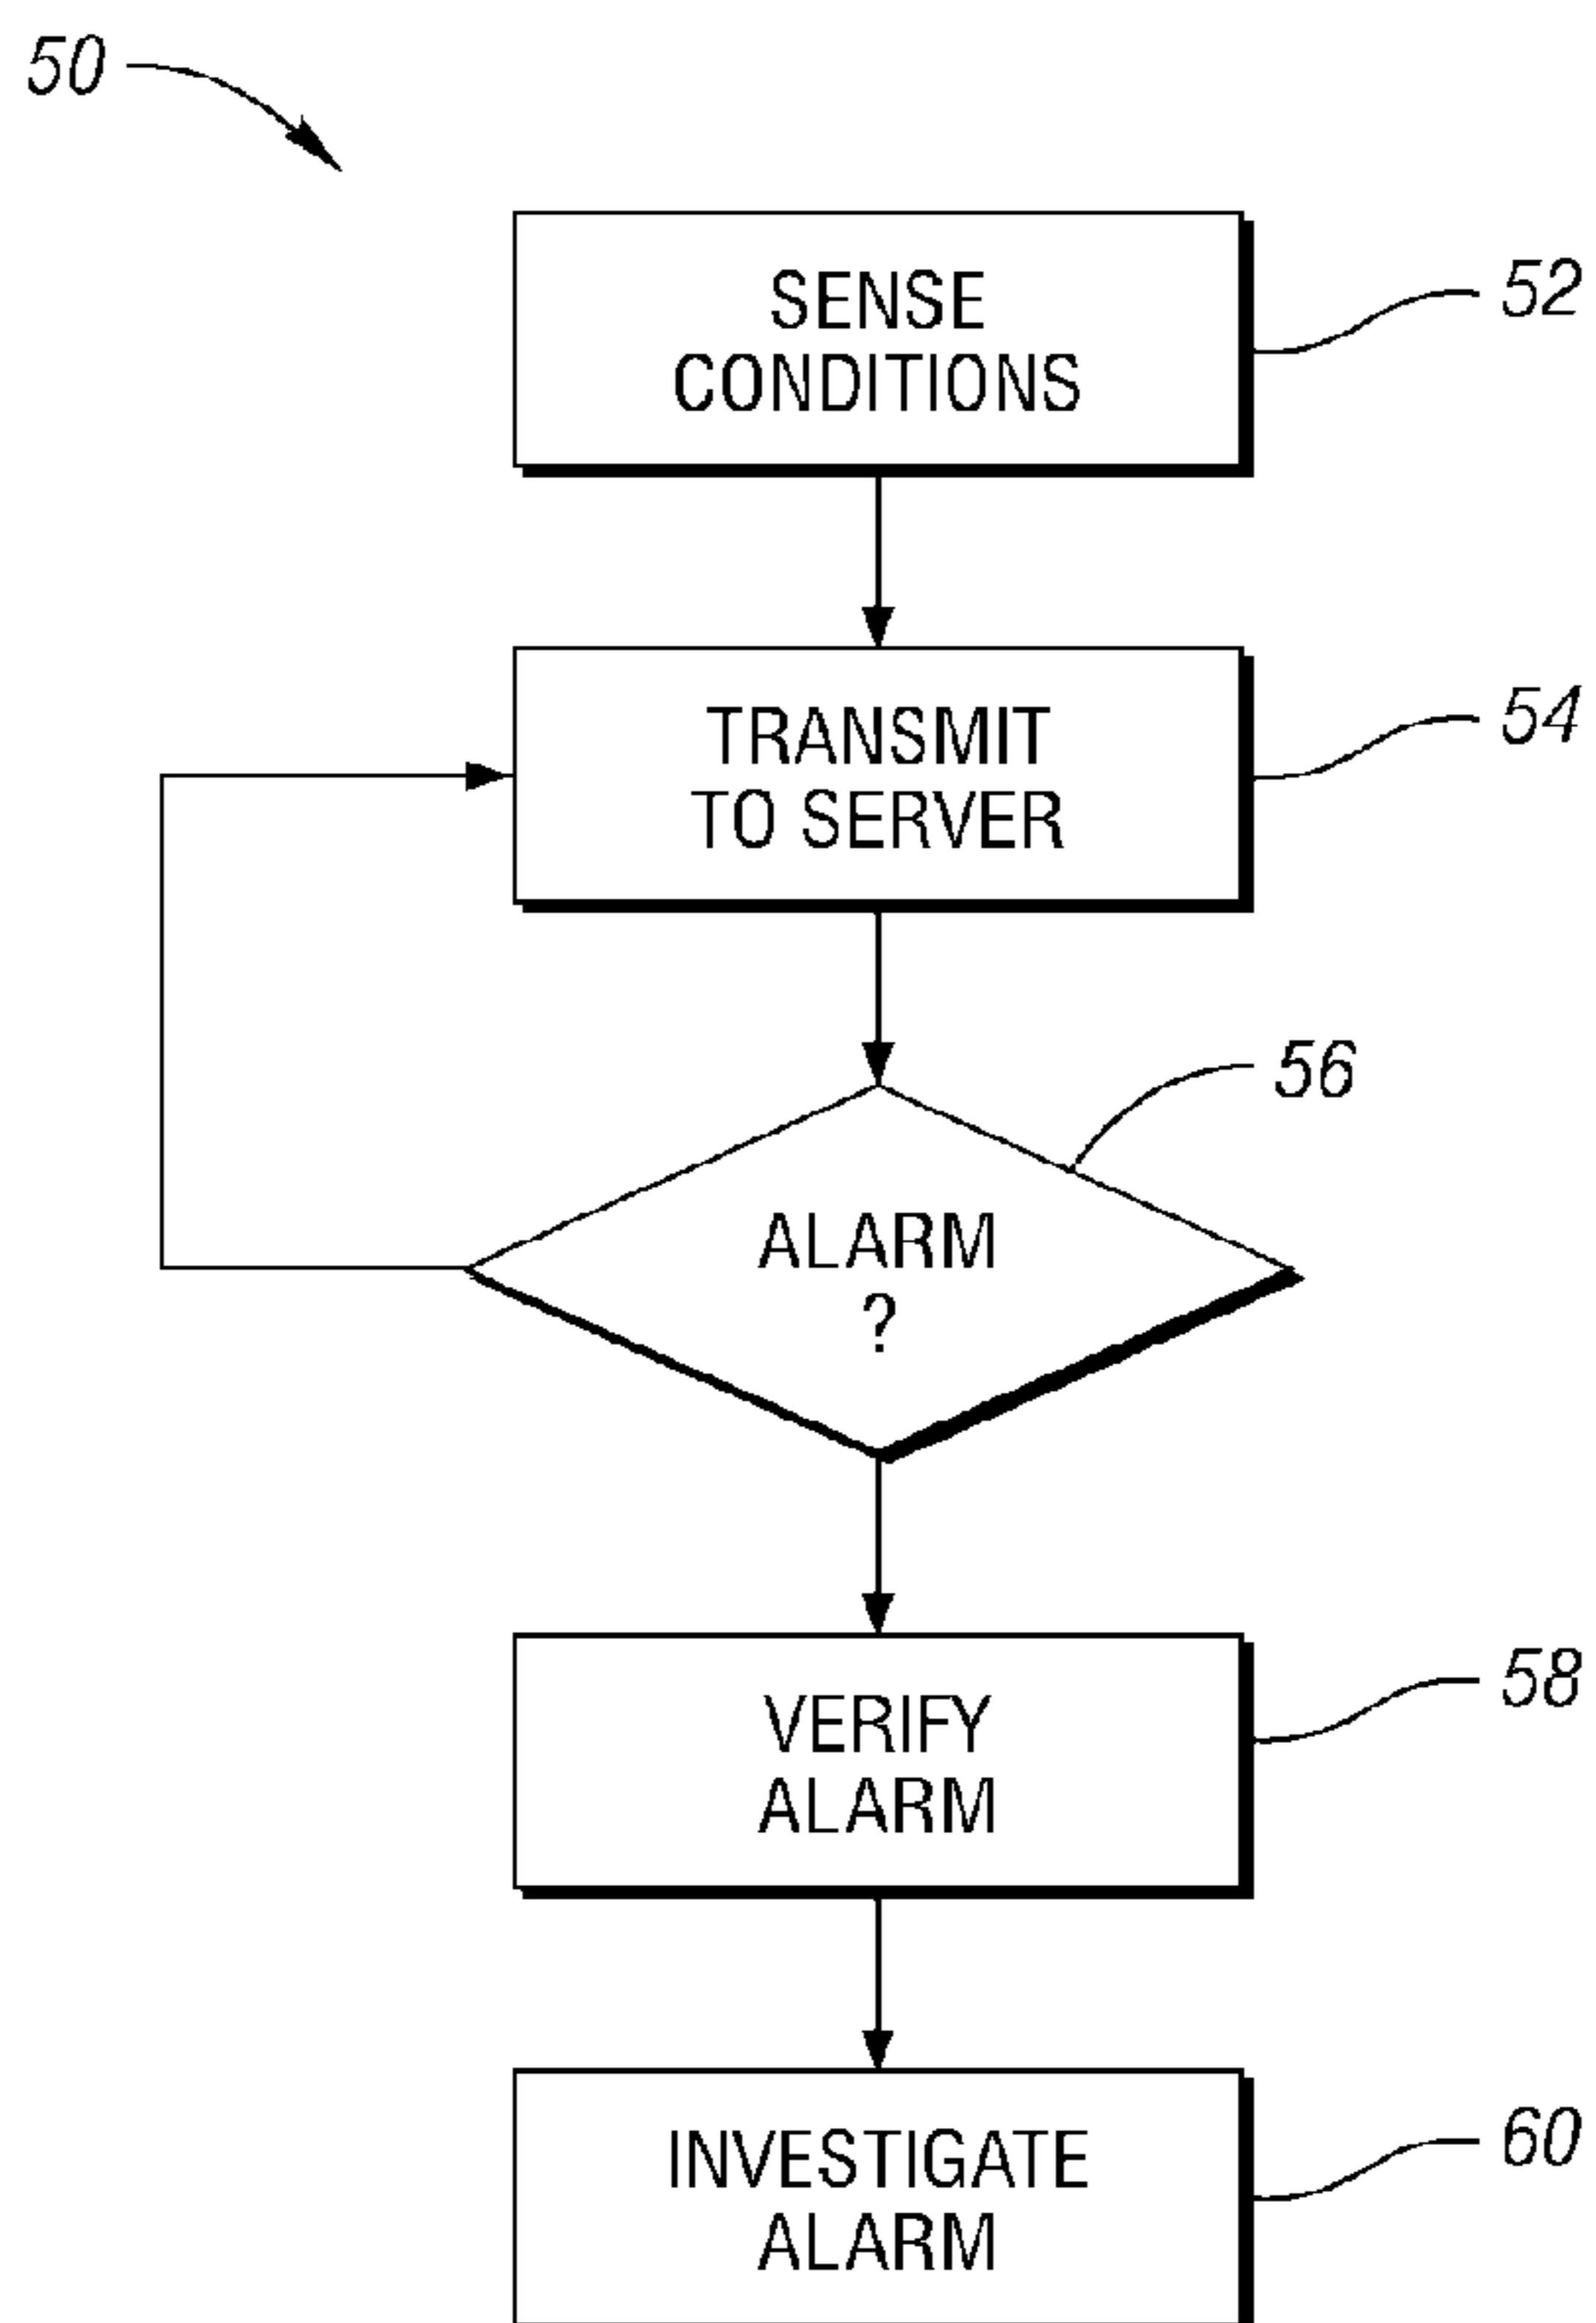 50
SENSE
CONDITIONS
52
TRANSMIT
TO SERVER
54
56
ALARM
?
VERIFY
ALARM
58
INVESTIGATE
ALARM
60